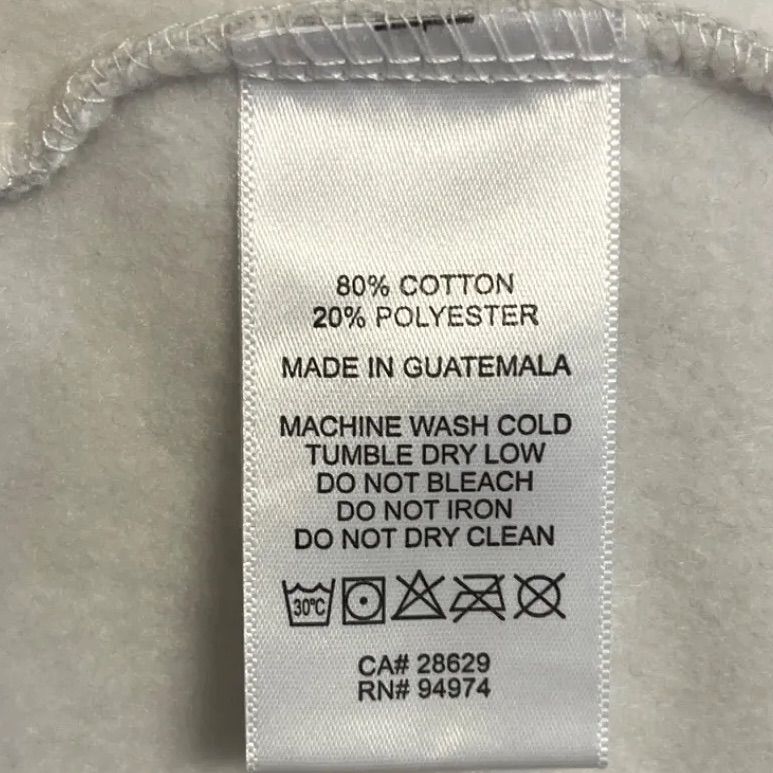 80% COTTON
20% POLYESTER
MADE IN GUATEMALA
MACHINE WASH COLD
TUMBLE DRY LOW
DO NOT BLEACH
DO NOT IRON
DO NOT DRY CLEAN
30°C
CA# 28629
RN# 94974